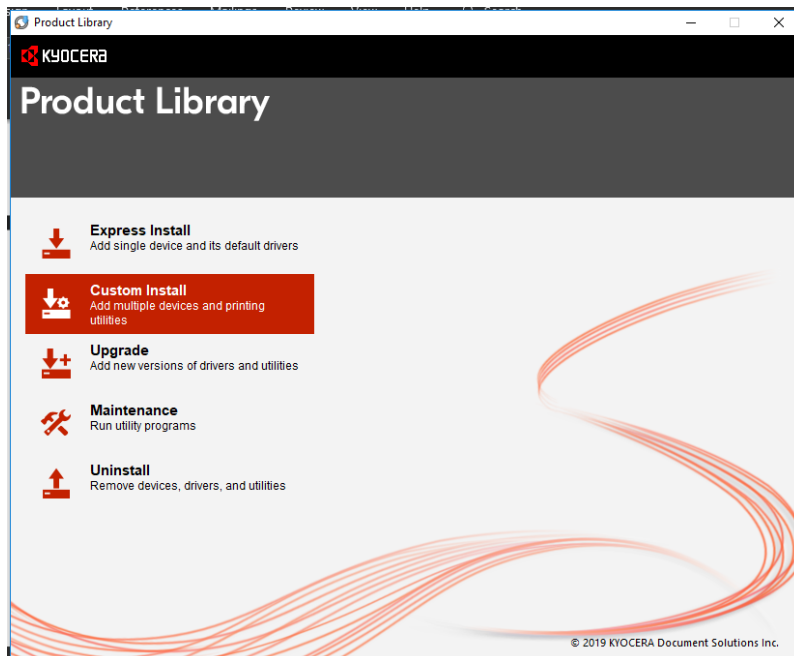 Product Library
KYOCERA
Product Library
Express Install
Add single device and its default drivers
Custom Install
Add multiple devices and printing
utilities
Upgrade
Add new versions of drivers and utilities
Maintenance
Run utility programs
Uninstall
Remove devices, drivers, and utilities
© 2019 KYOCERA Document Solutions Inc.